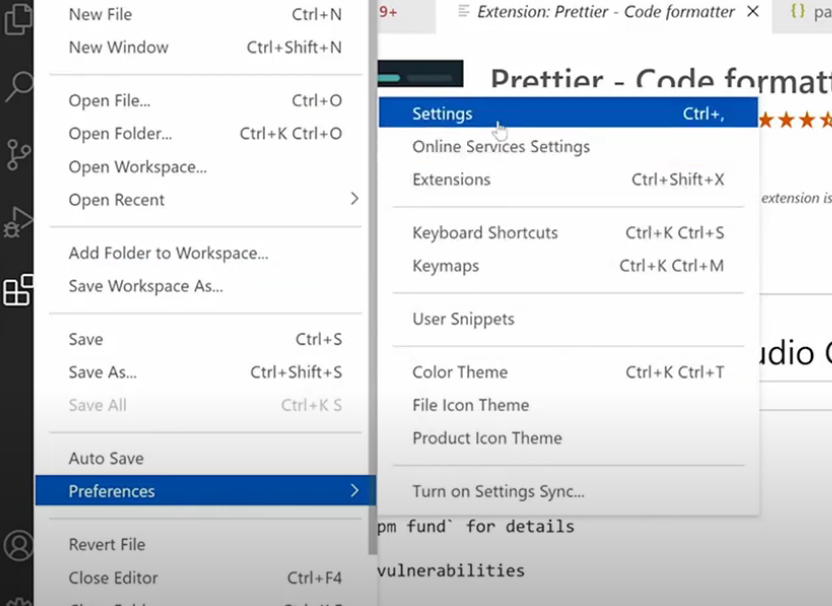 New File Ctrl+N
New Window Ctrl+Shift+N
Open File... Ctrl+O
Open Folder... Ctrl+K Ctrl+O
Open Workspace...
Open Recent
Add Folder to Workspace...
Save Workspace As...
Save Ctrl+S
Save As... Ctrl+Shift+S
Save All Ctrl+K S
Auto Save
Preferences
Revert File
Close Editor Ctrl+F4
9+
Extension: Prettier - Code formatter
{} pa
Prettier - Code formatt
Settings Ctrl+,
Online Services Settings
Extensions Ctrl+Shift+X
Keyboard Shortcuts Ctrl+K Ctrl+S
Keymaps Ctrl+K Ctrl+M
User Snippets
Color Theme Ctrl+K Ctrl+T
File Icon Theme
Product Icon Theme
Turn on Settings Sync...
extension is
udio
pm fund` for details
vulnerabilities